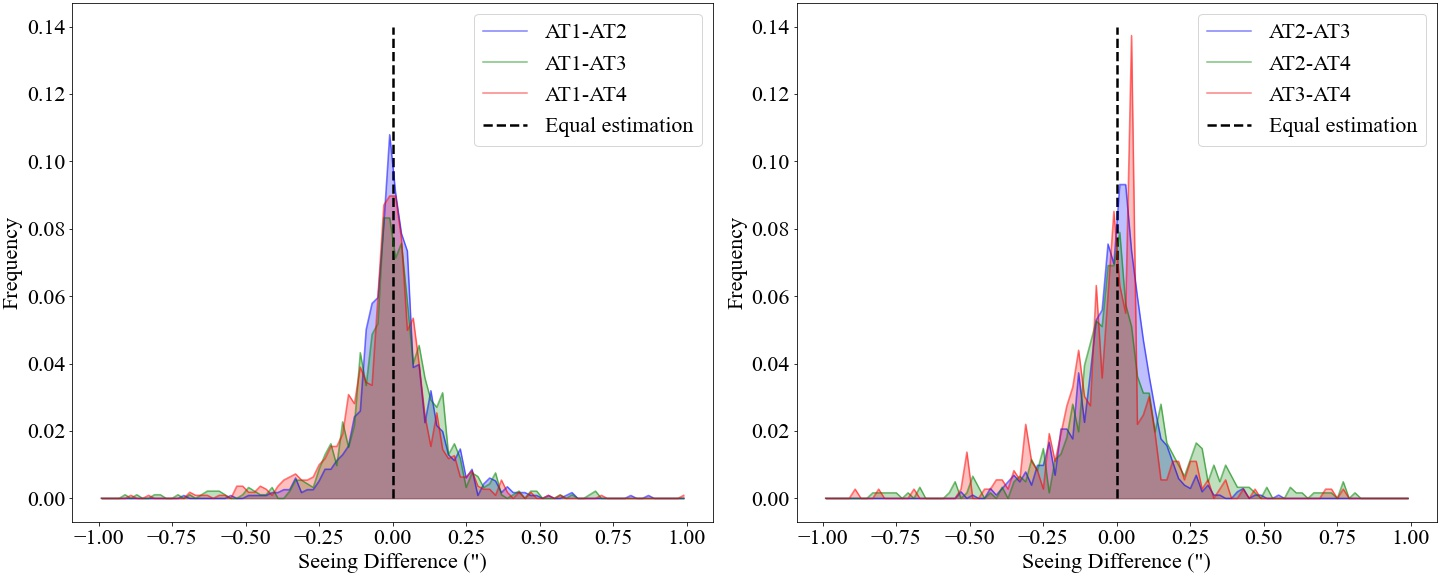 0.14
0.12
0.10
0.08
0.06
0.04
0.02
0.00
Frequency
−1.00 −0.75 −0.50 −0.25 0.00 0.25 0.50 0.75 1.00
Seeing Difference (")
AT1-AT2
AT1-AT3
AT1-AT4
Equal estimation
0.14
0.12
0.10
0.08
0.06
0.04
0.02
0.00
Frequency
−1.00 −0.75 −0.50 −0.25 0.00 0.25 0.50 0.75 1.00
Seeing Difference (")
AT2-AT3
AT2-AT4
AT3-AT4
Equal estimation